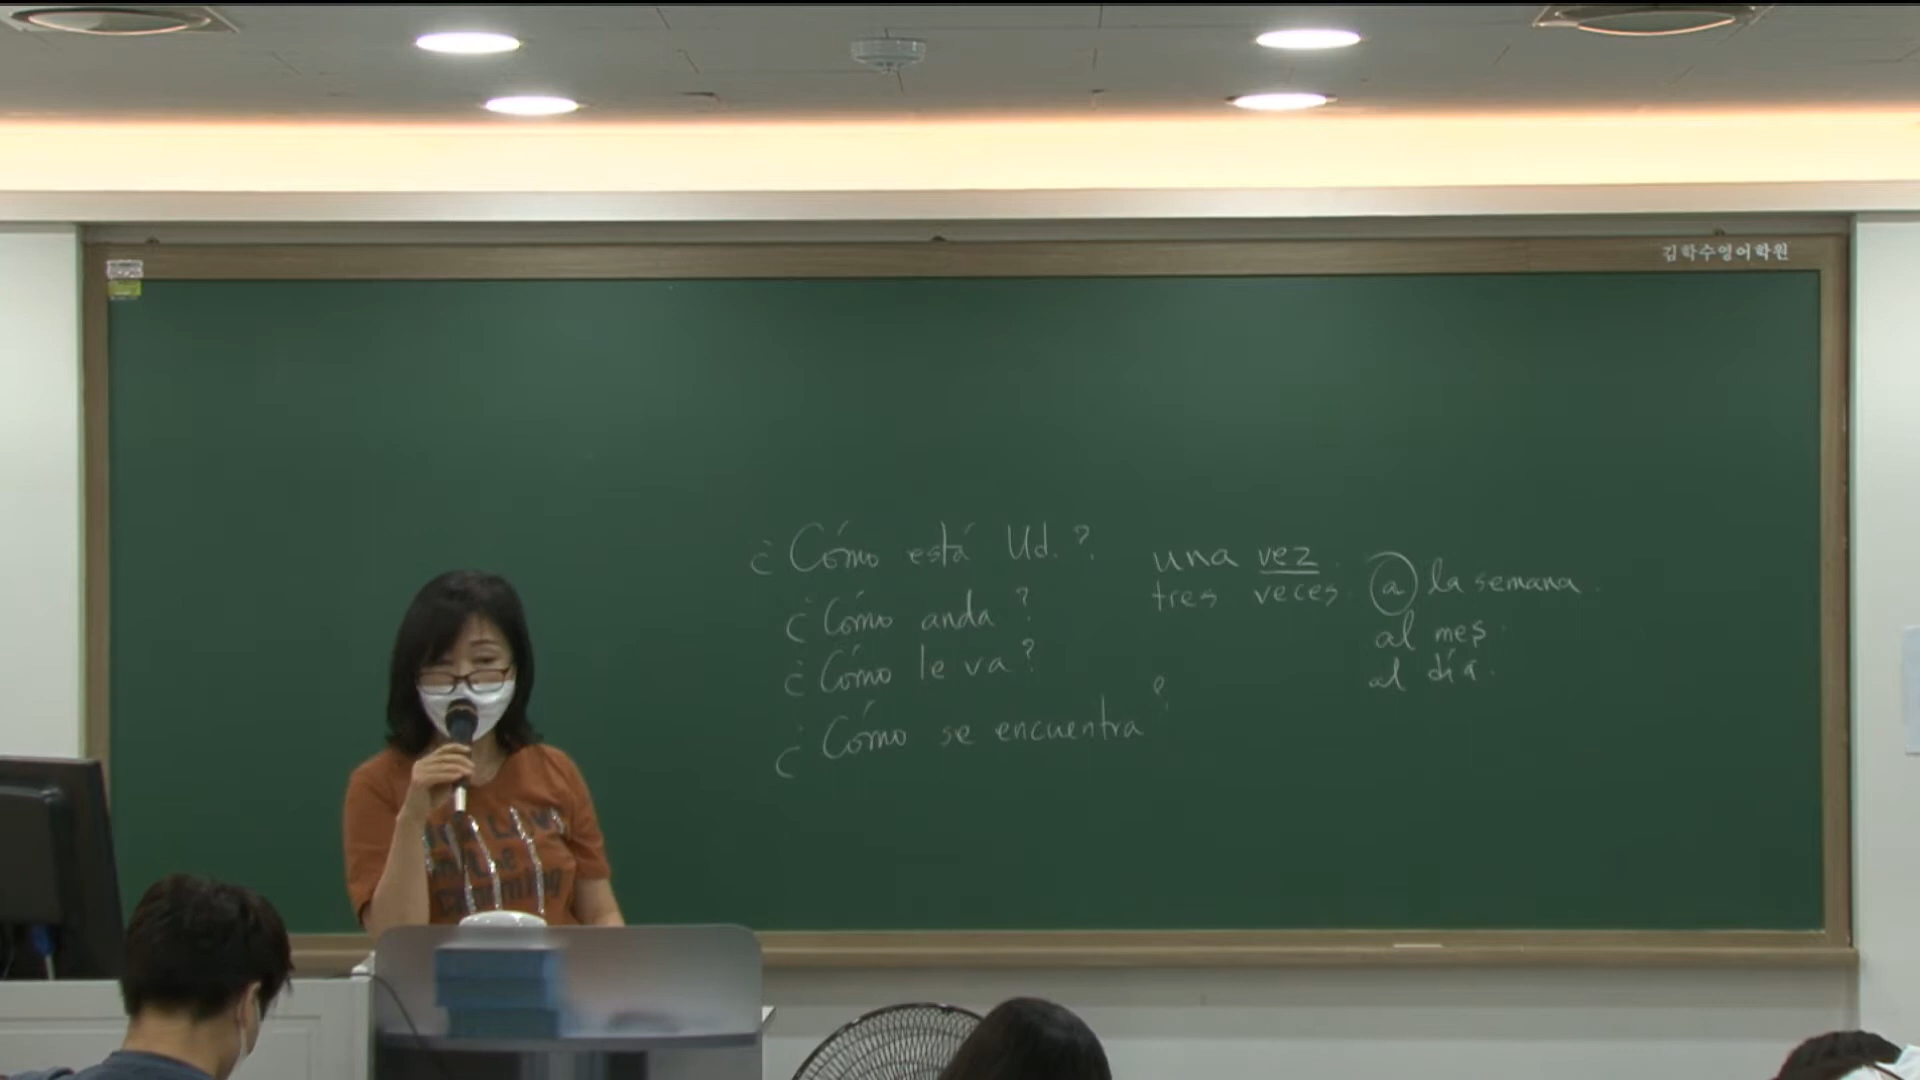 김학수영어학원
¿Cómo está Ud.?
¿Cómo anda?
¿Cómo le va?
¿Cómo se encuentra?
una vez.
tres veces. a la semana.
al mes.
al día.